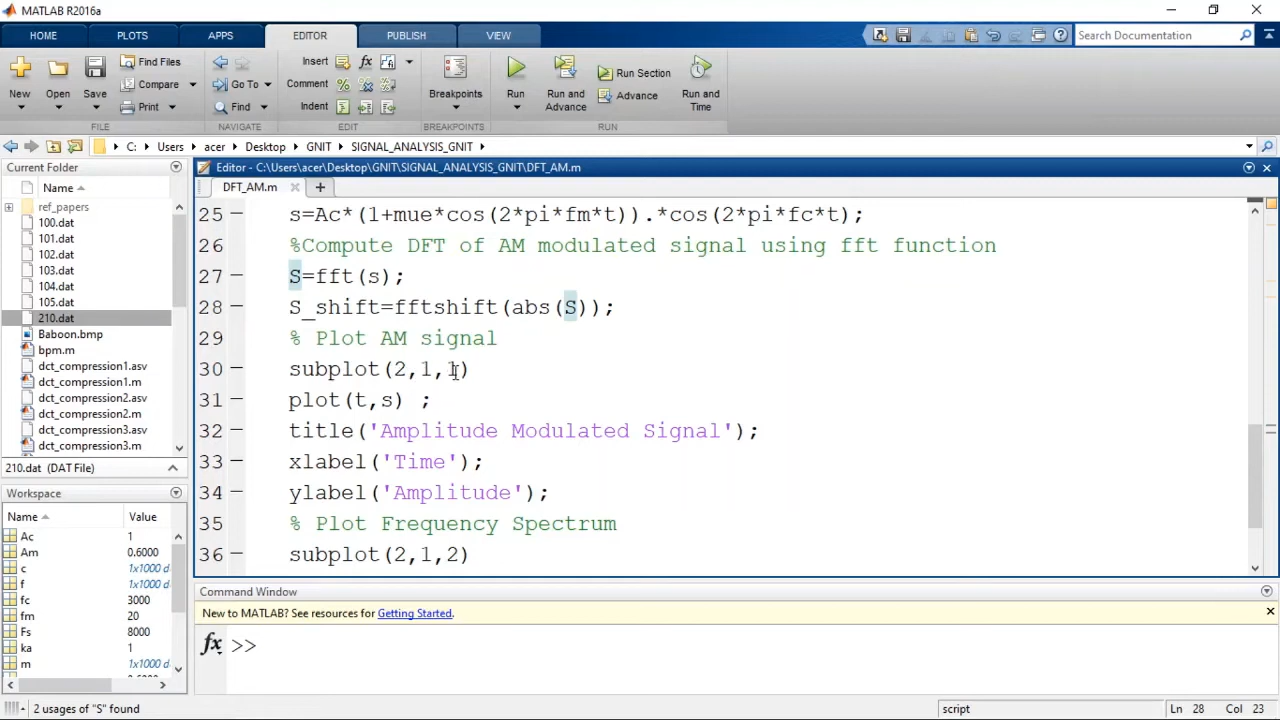 MATLAB R2016a
HOME PLOTS APPS EDITOR PUBLISH VIEW Search Documentation
New Open Save Find Files Compare Print Go To Find Insert fx Comment % Indent Breakpoints Run Run and Advance Run Section Advance Run and Time
FILE NAVIGATE EDIT BREAKPOINTS RUN
C: Users acer Desktop GNIT SIGNAL_ANALYSIS_GNIT
Current Folder
Name
ref_papers
100.dat
101.dat
102.dat
103.dat
104.dat
105.dat
210.dat
Baboon.bmp
bpm.m
dct_compression1.asv
dct_compression1.m
dct_compression2.asv
dct_compression2.m
dct_compression3.asv
dct_compression3.m
210.dat (DAT File)
Workspace
Name Value
Ac 1
Am 0.6000
c 1x1000 d
f 1x1000 d
fc 3000
fm 20
Fs 8000
ka 1
m 1x1000 d
Editor - C:\Users\acer\Desktop\GNIT\SIGNAL_ANALYSIS_GNIT\DFT_AM.m
DFT_AM.m
25 - s=Ac*(1+mue*cos(2*pi*fm*t)).*cos(2*pi*fc*t);
26 %Compute DFT of AM modulated signal using fft function
27 - S=fft(s);
28 - S_shift=fftshift(abs(S));
29 % Plot AM signal
30 - subplot(2,1,1)
31 - plot(t,s) ;
32 - title('Amplitude Modulated Signal');
33 - xlabel('Time');
34 - ylabel('Amplitude');
35 % Plot Frequency Spectrum
36 - subplot(2,1,2)
Command Window
New to MATLAB? See resources for Getting Started.
fx >>
2 usages of "S" found script Ln 28 Col 23